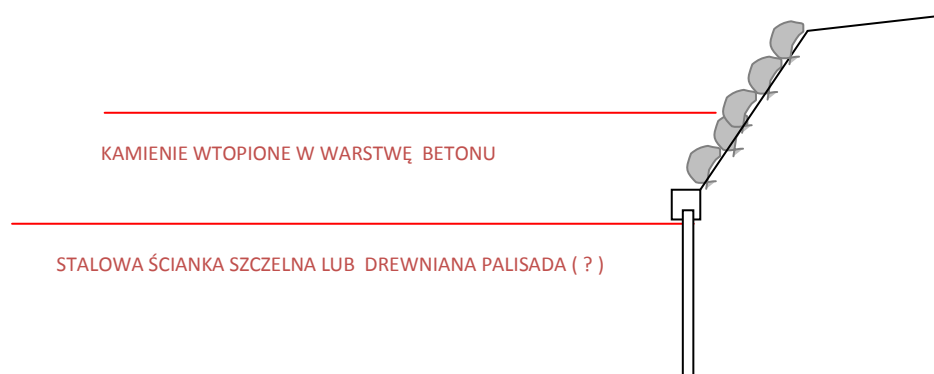 KAMIENIE WTOPIONE W WARSTWĘ BETONU
STALOWA ŚCIANKA SZCZELNA LUB DREWNIANA PALISADA ( ? )